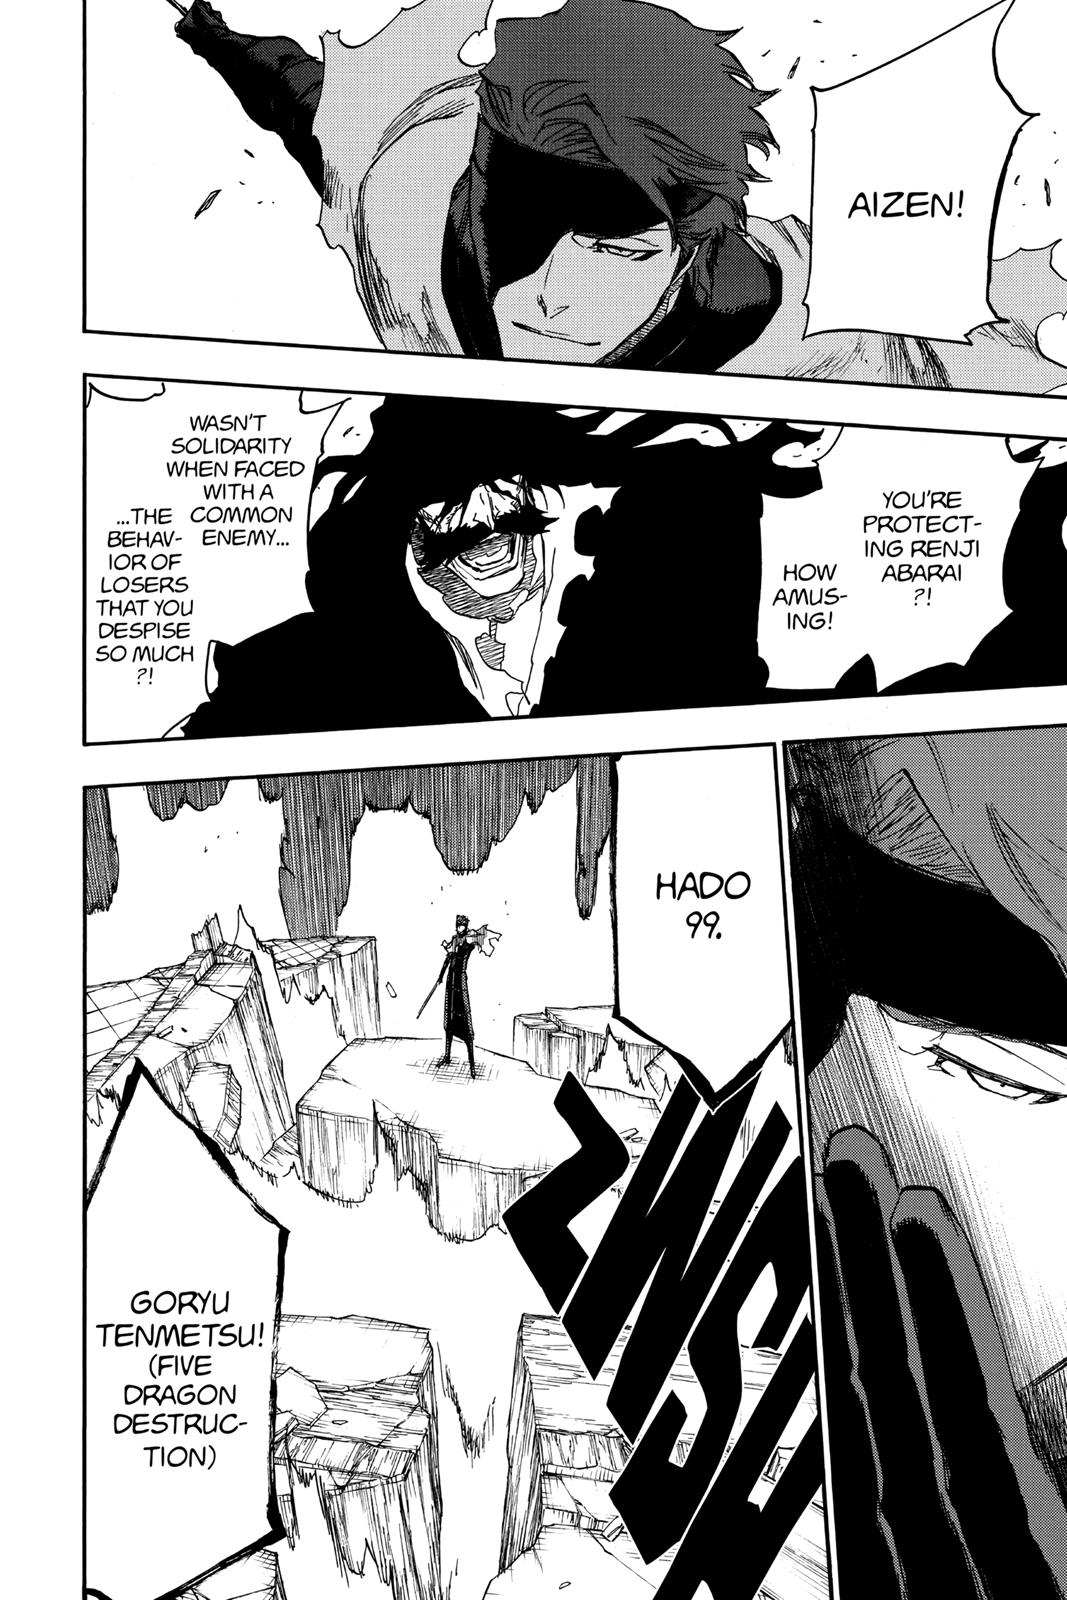 AIZEN!
YOU'RE
PROTECT-
ING RENJI
ABARAI
?!
HOW
AMUS-
ING!
WASN'T
SOLIDARITY
WHEN FACED
WITH A
COMMON
ENEMY...
...THE
BEHAV-
IOR OF
LOSERS
THAT YOU
DESPISE
SO MUCH
?!
HADO
99.
GORYU
TENMETSU!
(FIVE
DRAGON
DESTRUC-
TION)